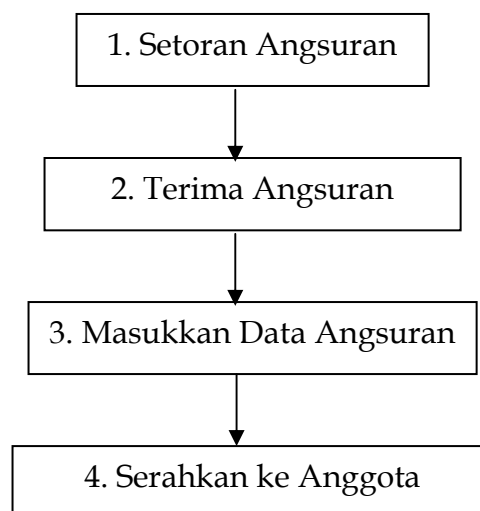 1. Setoran Angsuran
2. Terima Angsuran
3. Masukkan Data Angsuran
4. Serahkan ke Anggota